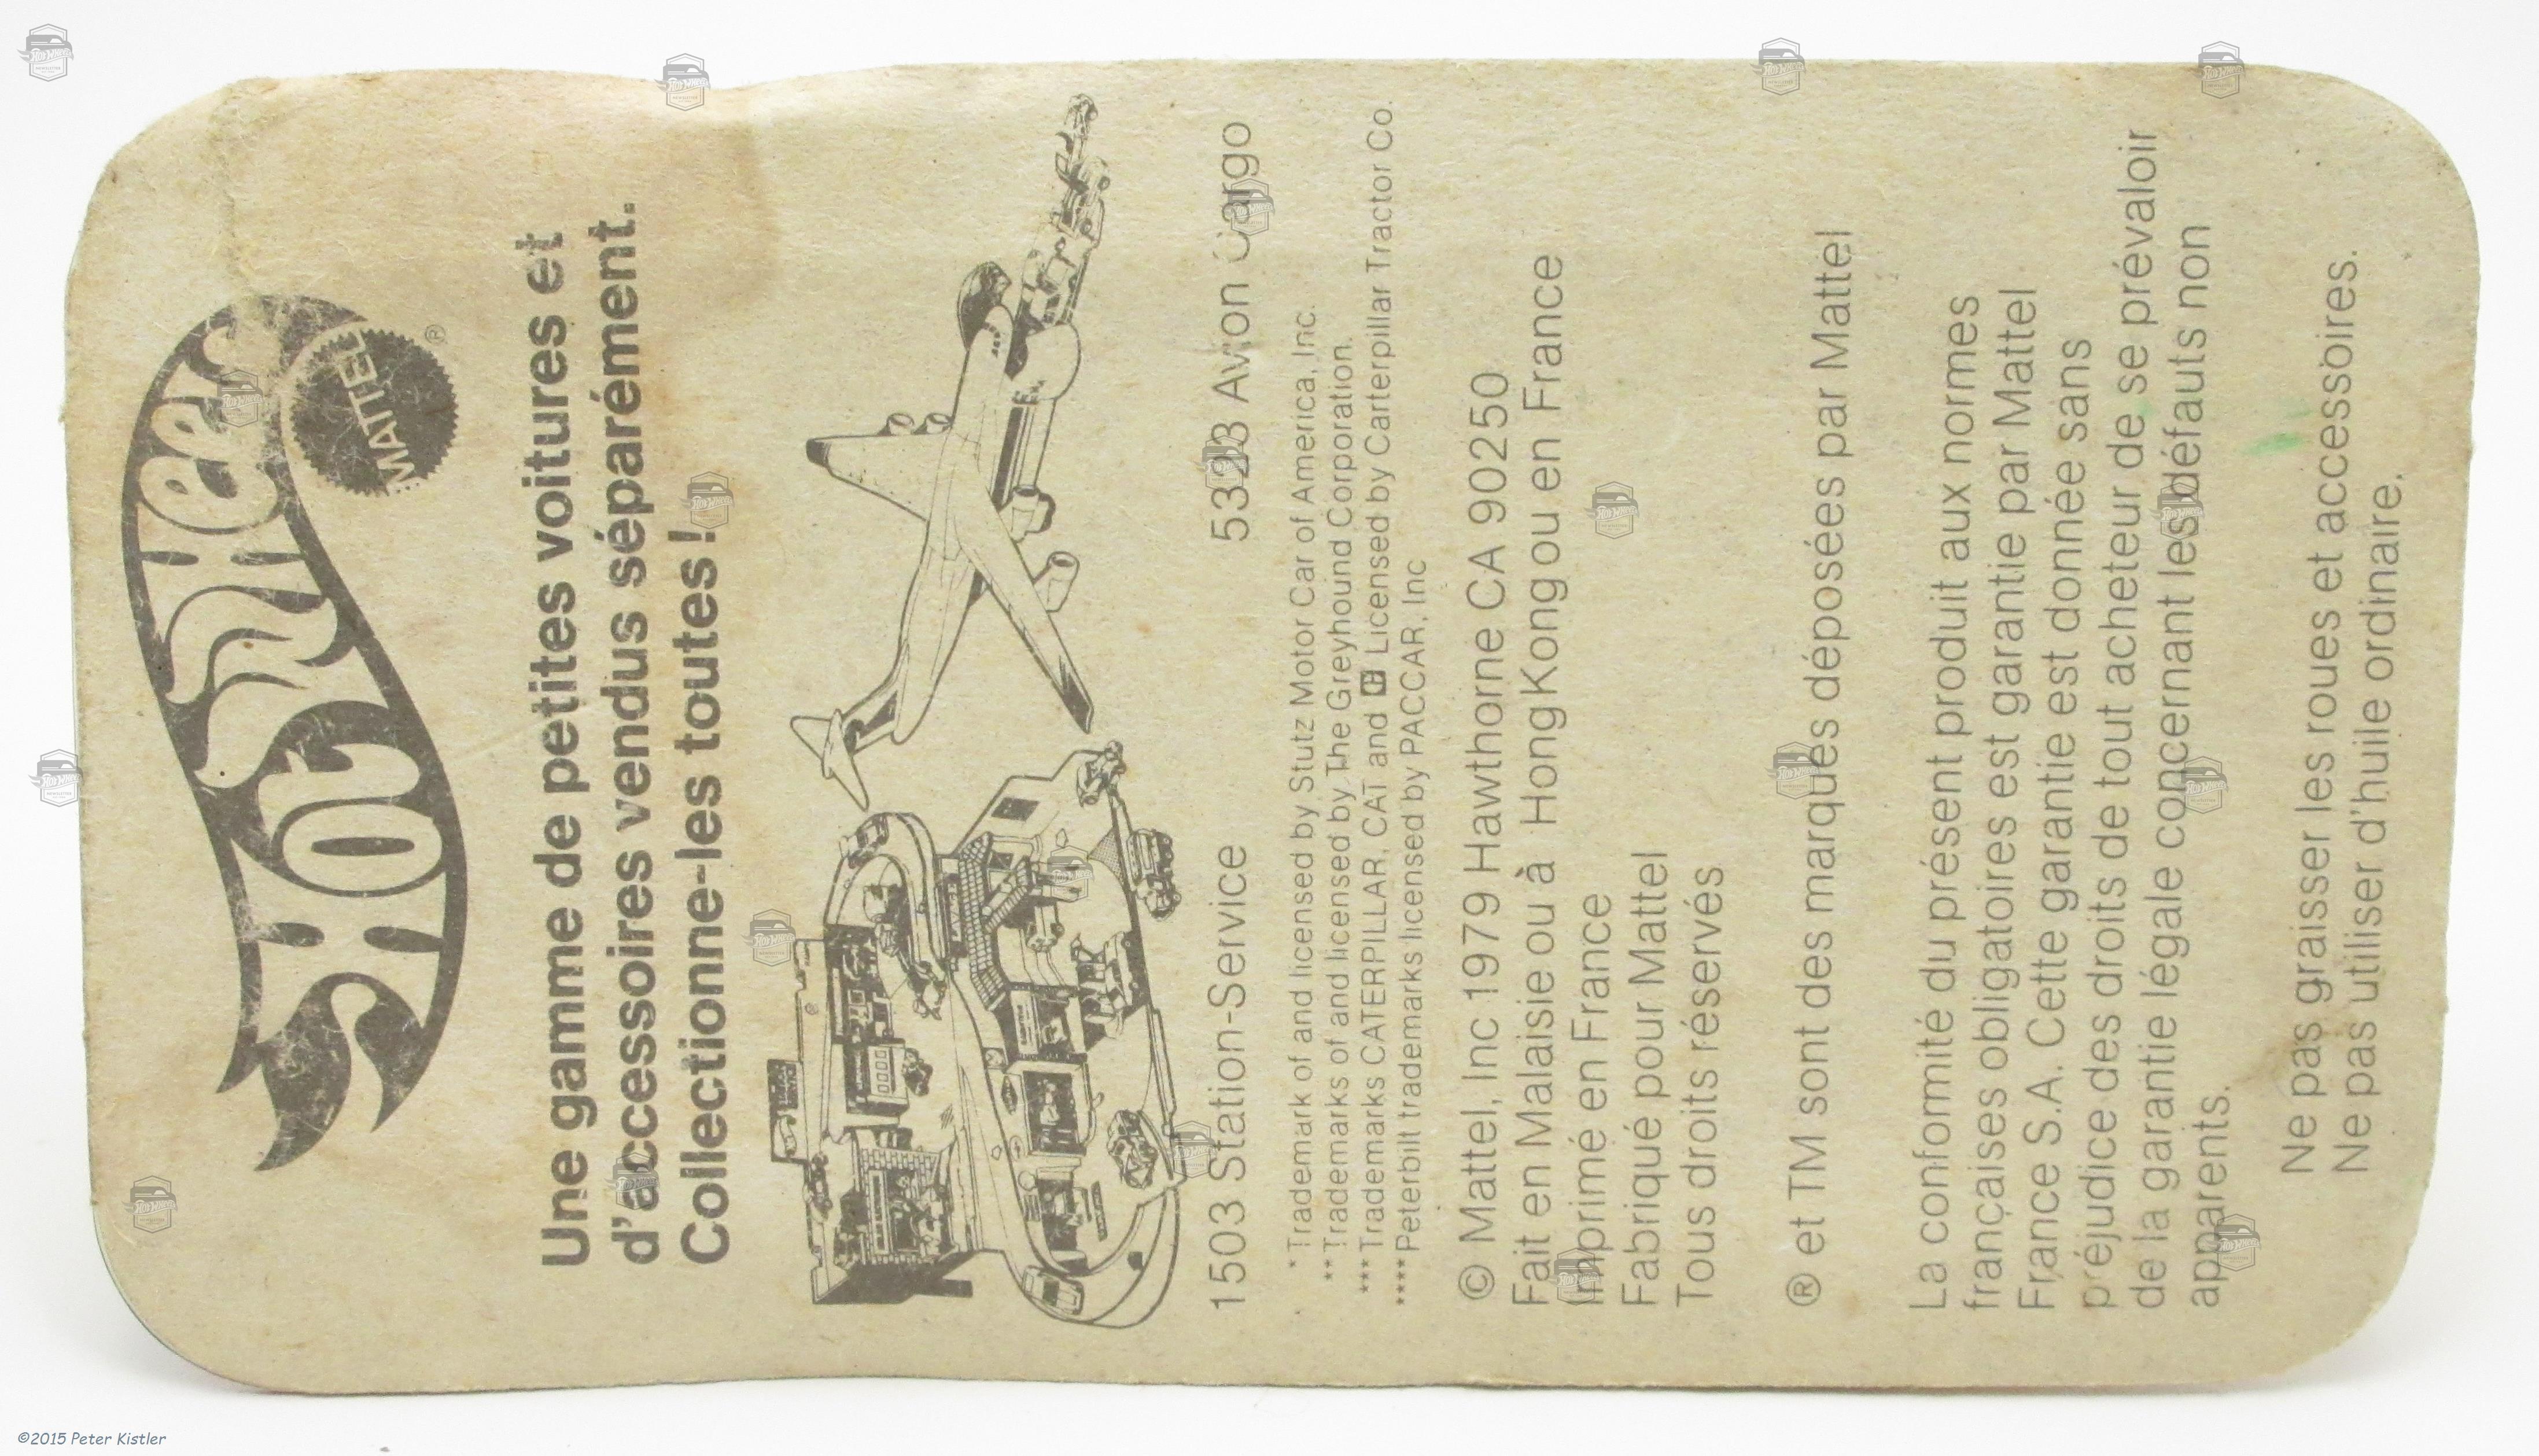 Hot Wheels
MATTEL
®
Une gamme de petites voitures et
d'accessoires vendus séparément.
Collectionne-les toutes!
1503 Station-Service 5323 Avion Cargo
* Trademark of and licensed by Stutz Motor Car of America, Inc.
** Trademarks of and licensed by The Greyhound Corporation.
*** Trademarks CATERPILLAR, CAT and Licensed by Carterpillar Tractor Co.
**** Peterbilt trademarks licensed by PACCAR, Inc
© Mattel, Inc 1979 Hawthorne CA 90250
Fait en Malaisie ou à HongKong ou en France
Imprimé en France
Fabriqué pour Mattel
Tous droits réservés
® et TM sont des marques déposées par Mattel
La conformité du présent produit aux normes
françaises obligatoires est garantie par Mattel
France S.A. Cette garantie est donnée sans
préjudice des droits de tout acheteur de se prévaloir
de la garantie légale concernant les défauts non
apparents.
Ne pas graisser les roues et accessoires.
Ne pas utiliser d'huile ordinaire.
©2015 Peter Kistler